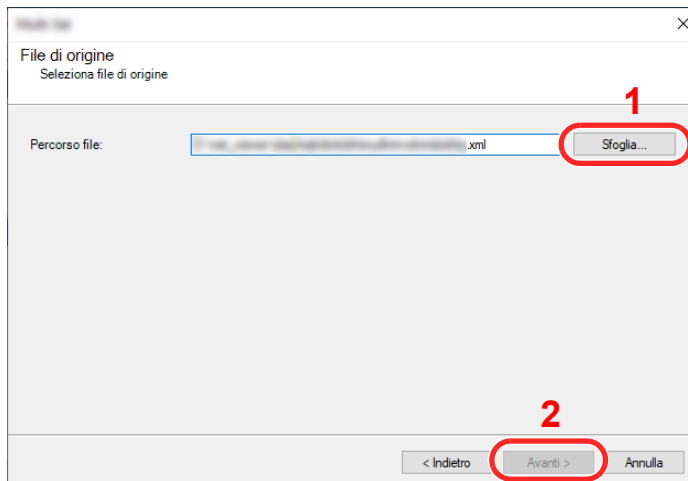 File di origine
Seleziona file di origine
1
Percorso file:
.xml
Sfoglia...
2
< Indietro
Avanti >
Annulla